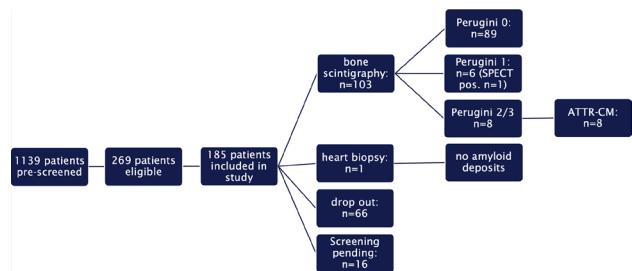 1139 patients
pre-screened
269 patients
eligible
185 patients
included in
study
bone
scintigraphy:
n=103
Perugini 0:
n=89
Perugini 1:
n=6 (SPECT
pos. n=1)
Perugini 2/3
n=8
ATTR-CM:
n=8
heart biopsy:
n=1
no amyloid
deposits
drop out:
n=66
Screening
pending:
n=16